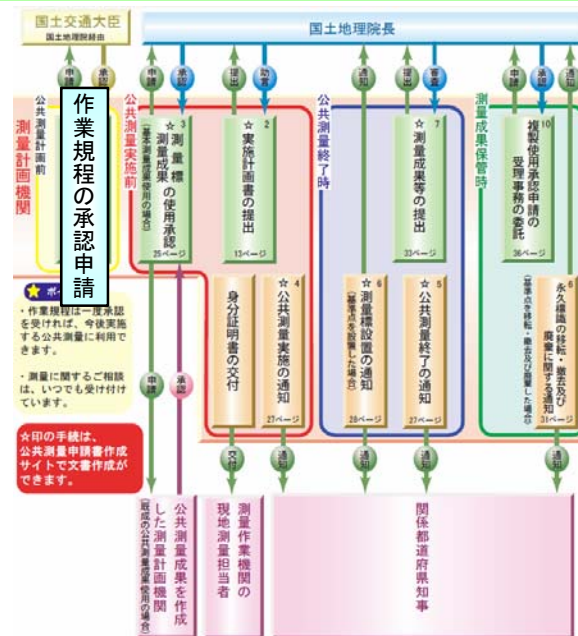 国土交通大臣
国土地理院経由
国土地理院長
申請
承認
申請
承認
提出
助言
通知
提出
審査
申請
承認
通知
測量計画機関
公共測量計画前
作業規程の承認申請
公共測量実施前
3
☆測量標
測量成果の使用承認
(基本測量成果使用の場合)
25ページ
2
☆実施計画書の提出
13ページ
身分証明書の交付
4
☆公共測量実施の通知
27ページ
公共測量終了時
7
☆測量成果等の提出
33ページ
6
☆測量標設置の通知
(基準点を設置した場合)
28ページ
5
☆公共測量終了の通知
27ページ
測量成果保管時
10
複製使用承認申請の
受理事務の委託
36ページ
6
永久標識の移転・撤去及び
廃棄に関する通知
(基準点を移転・撤去及び廃棄した場合)
31ページ
☆ ポイ
・作業規程は一度承認
を受ければ、今後実施
する公共測量に利用で
きます。
・測量に関するご相談
は、いつでも受け付け
ています。
☆印の手続は、
公共測量申請書作成
サイトで文書作成が
できます。
申請
承認
交付
通知
通知
通知
通知
公共測量成果を作成
した測量計画機関
(既成の公共測量成果使用の場合)
測量作業機関の
現地測量担当者
関係都道府県知事